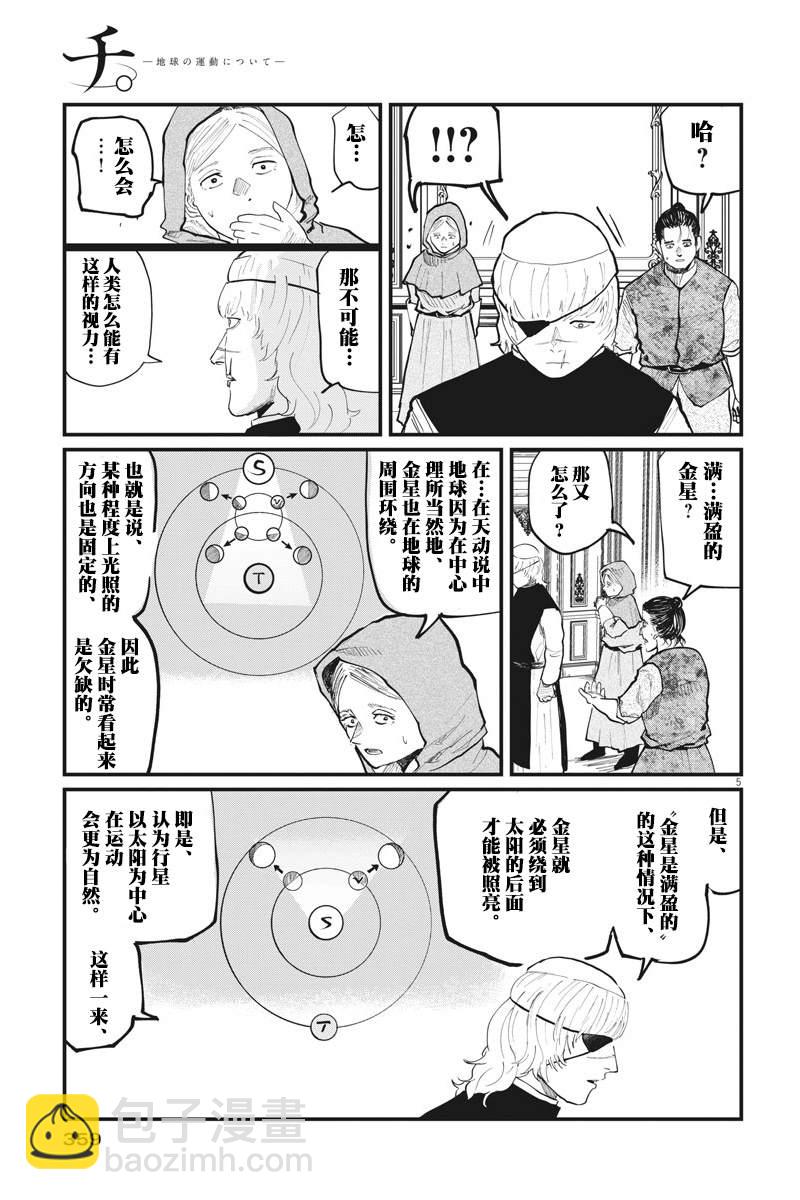 チ。
―地球の運動について―
哈?
!!!?
怎…
怎么会
…!
那不可能…
人类怎么能有
这样的视力…
满…满盈的
金星?
那又
怎么了?
在…在天动说中
地球因为在中心
理所当然地、
金星也在地球的
周围环绕。
S
V
T
也就是说、
某种程度上光照的
方向也是固定的、
因此
金星时常看起来
是欠缺的。
5
但是、
“金星是满盈的”
的这种情况下、
金星就
必须绕到
太阳的后面
才能被照亮。
V
S
T
即是、
认为行星
以太阳为中心
在运动
会更为自然。
这样一来、
359
包子漫画
baozimh.com